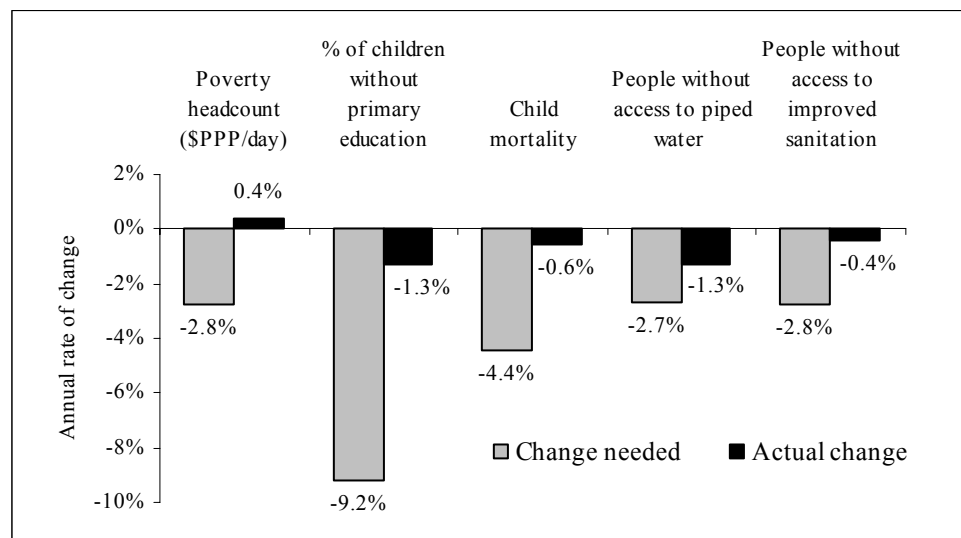 Poverty
headcount
($PPP/day)
% of children
without
primary
education
Child
mortality
People without
access to piped
water
People without
access to
improved
sanitation
Annual rate of change
2%
0%
-2%
-4%
-6%
-8%
-10%
0.4%
-2.8%
-1.3%
-9.2%
-0.6%
-4.4%
-1.3%
-2.7%
-0.4%
-2.8%
Change needed
Actual change